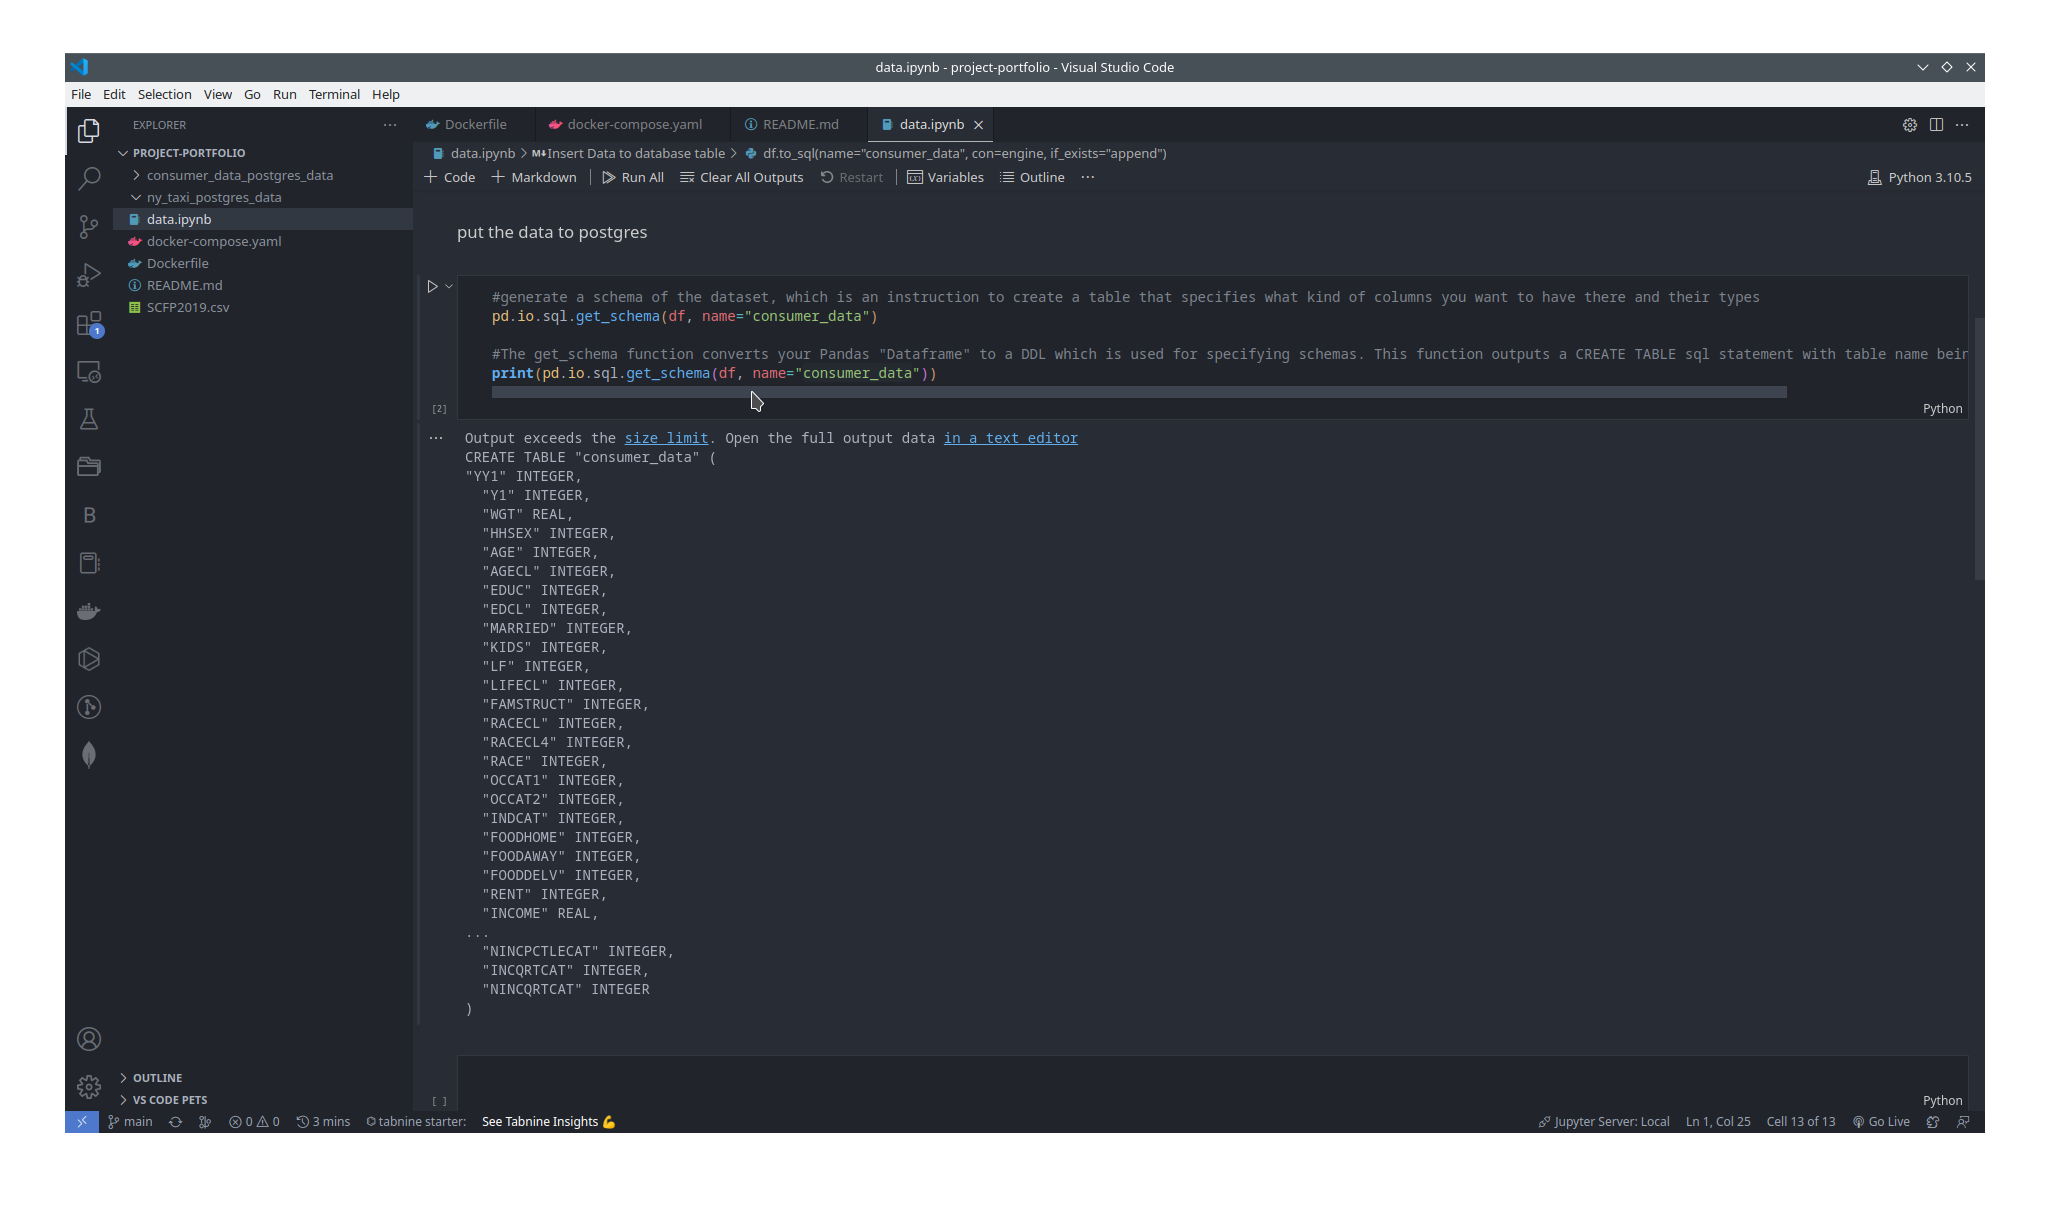 data.ipynb - project-portfolio - Visual Studio Code
File Edit Selection View Go Run Terminal Help
EXPLORER
PROJECT-PORTFOLIO
consumer_data_postgres_data
ny_taxi_postgres_data
data.ipynb
docker-compose.yaml
Dockerfile
README.md
SCFP2019.csv
1
B
OUTLINE
VS CODE PETS
Dockerfile docker-compose.yaml README.md data.ipynb
data.ipynb > M↓Insert Data to database table > df.to_sql(name="consumer_data", con=engine, if_exists="append")
+ Code + Markdown Run All Clear All Outputs Restart Variables Outline ... Python 3.10.5
put the data to postgres
#generate a schema of the dataset, which is an instruction to create a table that specifies what kind of columns you want to have there and their types
pd.io.sql.get_schema(df, name="consumer_data")
#The get_schema function converts your Pandas "Dataframe" to a DDL which is used for specifying schemas. This function outputs a CREATE TABLE sql statement with table name bein
print(pd.io.sql.get_schema(df, name="consumer_data"))
[2]
Python
Output exceeds the size limit. Open the full output data in a text editor
CREATE TABLE "consumer_data" (
"YY1" INTEGER,
"Y1" INTEGER,
"WGT" REAL,
"HHSEX" INTEGER,
"AGE" INTEGER,
"AGECL" INTEGER,
"EDUC" INTEGER,
"EDCL" INTEGER,
"MARRIED" INTEGER,
"KIDS" INTEGER,
"LF" INTEGER,
"LIFECL" INTEGER,
"FAMSTRUCT" INTEGER,
"RACECL" INTEGER,
"RACECL4" INTEGER,
"RACE" INTEGER,
"OCCAT1" INTEGER,
"OCCAT2" INTEGER,
"INDCAT" INTEGER,
"FOODHOME" INTEGER,
"FOODAWAY" INTEGER,
"FOODDELV" INTEGER,
"RENT" INTEGER,
"INCOME" REAL,
...
"NINCPCTLECAT" INTEGER,
"INCQRTCAT" INTEGER,
"NINCQRTCAT" INTEGER
)
[ ]
Python
main 0 0 3 mins tabnine starter: See Tabnine Insights 💪 Jupyter Server: Local Ln 1, Col 25 Cell 13 of 13 Go Live